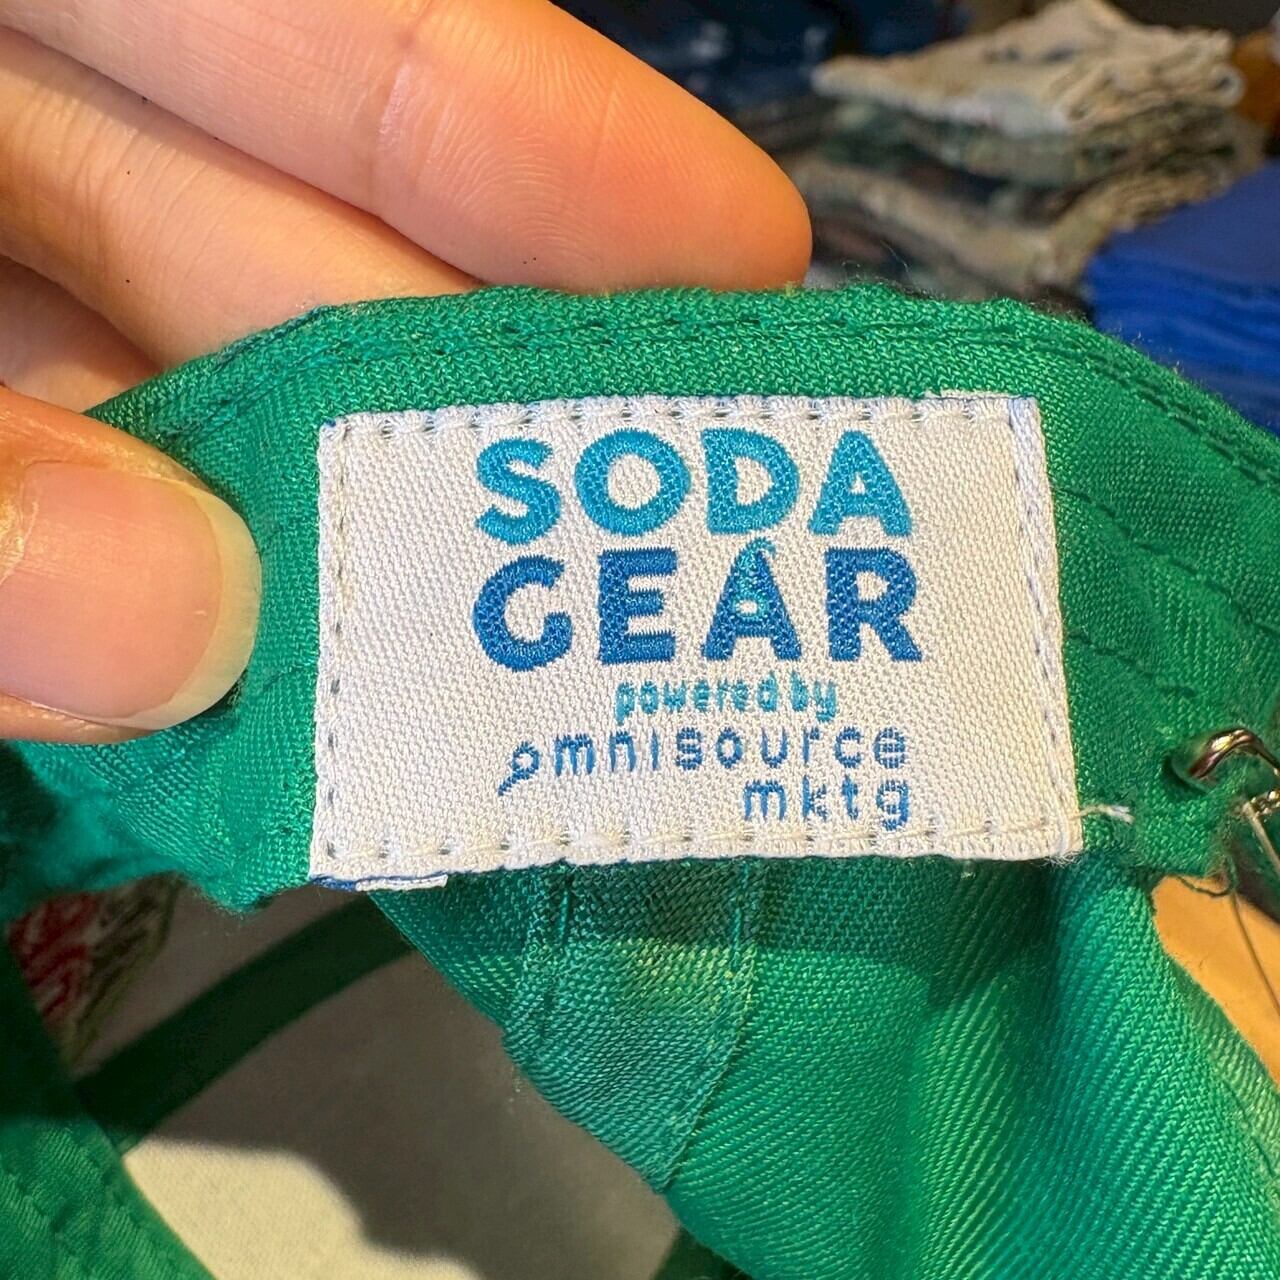 SODA
GEAR
powered by
omnisource
mktg